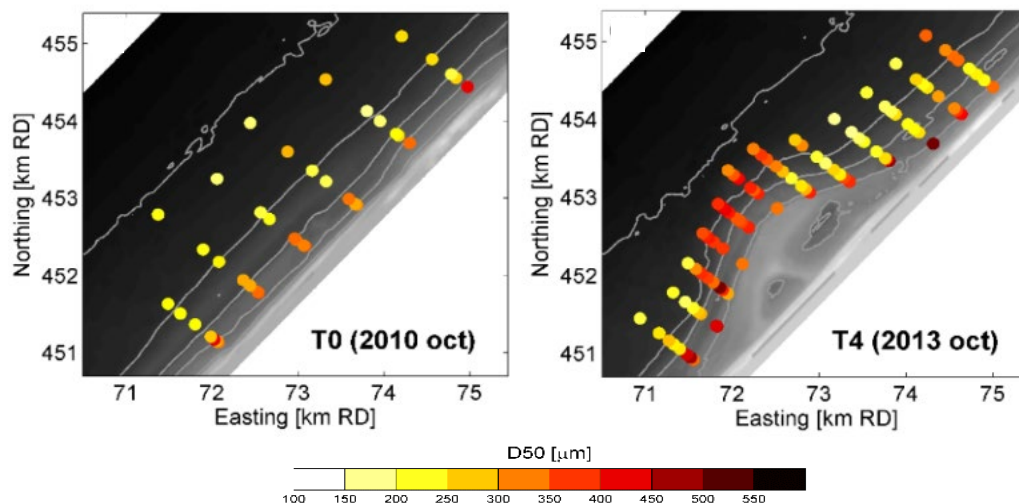 455
454
453
452
451
Northing [km RD]
71 72 73 74 75
Easting [km RD]
T0 (2010 oct)
455
454
453
452
451
Northing [km RD]
71 72 73 74 75
Easting [km RD]
T4 (2013 oct)
D50 [μm]
100 150 200 250 300 350 400 450 500 550